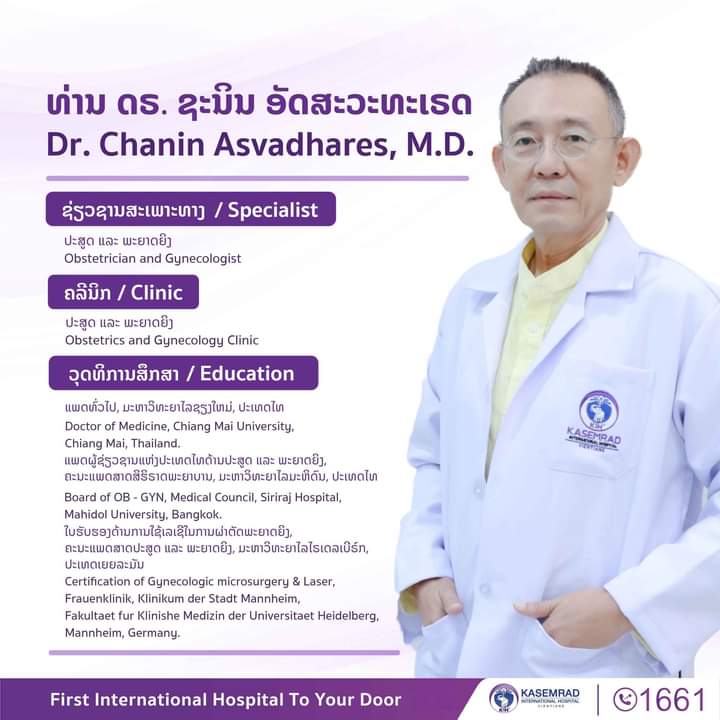 ທ່ານ ດຣ. ຊະນິນ ອັດສະວະທະເຣດ
Dr. Chanin Asvadhares, M.D.
ຊ່ຽວຊານສະເພາະທາງ / Specialist
ປະສູດ ແລະ ພະຍາດຍິງ
Obstetrician and Gynecologist
ຄລີນິກ / Clinic
ປະສູດ ແລະ ພະຍາດຍິງ
Obstetrics and Gynecology Clinic
ວຸດທິການສຶກສາ / Education
ແພດທົ່ວໄປ, ມະຫາວິທະຍາໄລຊຽງໃຫມ່, ປະເທດໄທ
Doctor of Medicine, Chiang Mai University,
Chiang Mai, Thailand.
ແພດຜູ້ຊ່ຽວຊານແຫ່ງປະເທດໄທດ້ານປະສູດ ແລະ ພະຍາດຍິງ,
ຄະນະແພດສາດສິຣິຣາດພະຍາບານ, ມະຫາວິທະຍາໄລມະຫິດົນ, ປະເທດໄທ
Board of OB - GYN, Medical Council, Siriraj Hospital,
Mahidol University, Bangkok.
ໃບຮັບຮອງດ້ານການໃຊ້ເລເຊີໃນການຜ່າຕັດພະຍາດຍິງ,
ຄະນະແພດສາດປະສູດ ແລະ ພະຍາດຍິງ, ມະຫາວິທະຍາໄລໄຮເດລເບີຣ໌ກ,
ປະເທດເຍຍລະມັນ
Certification of Gynecologic microsurgery & Laser,
Frauenklinik, Klinikum der Stadt Mannheim,
Fakultaet fur Klinishe Medizin der Universitaet Heidelberg,
Mannheim, Germany.
KIH
KASEMRAD
INTERNATIONAL HOSPITAL
VIENTIANE
First International Hospital To Your Door
KIH
KASEMRAD
INTERNATIONAL HOSPITAL
VIENTIANE
1661